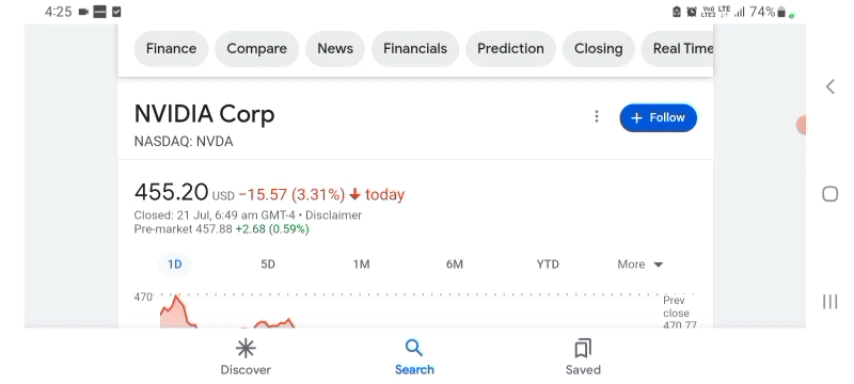 4:25
LTE 74%
Finance Compare News Financials Prediction Closing Real Time
NVIDIA Corp
+ Follow
NASDAQ: NVDA
455.20 USD −15.57 (3.31%) today
Closed: 21 Jul, 6:49 am GMT-4 • Disclaimer
Pre-market 457.88 +2.68 (0.59%)
1D 5D 1M 6M YTD More
470
Prev
close
470.77
Discover Search Saved